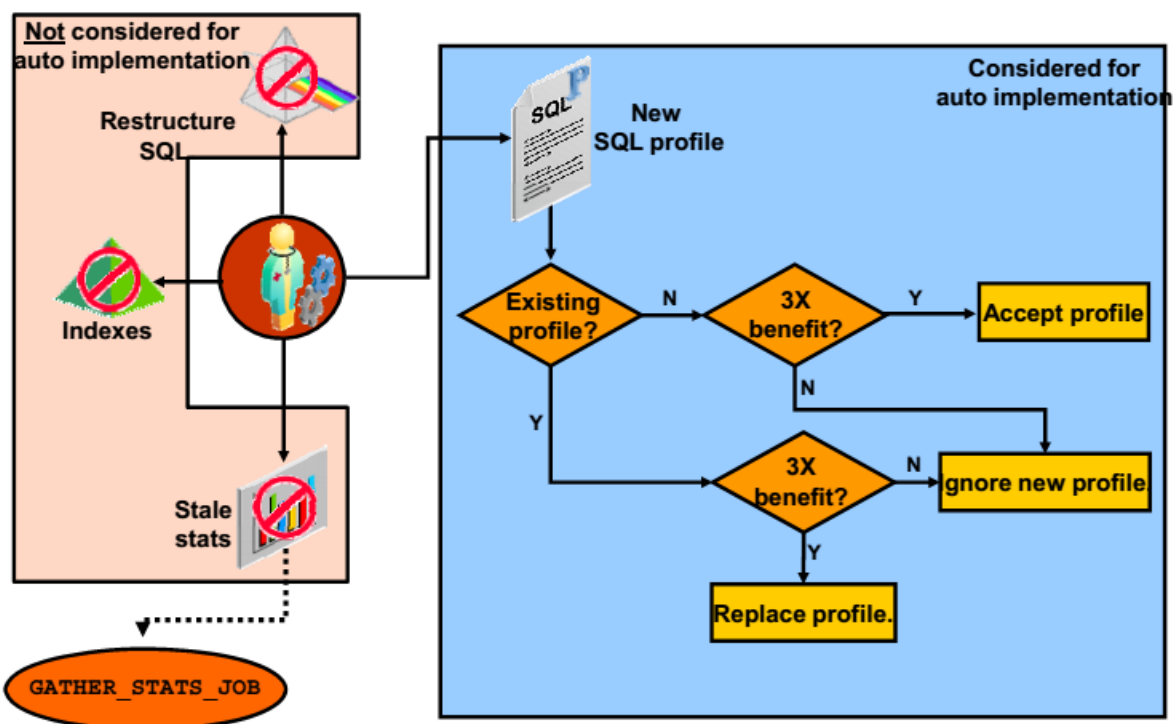 Not considered for
auto implementation
Restructure
SQL
Indexes
Stale
stats
GATHER_STATS_JOB
Considered for
auto implementation
SQL
P
New
SQL profile
Existing
profile?
N
3X
benefit?
Y
Accept profile
N
Y
3X
benefit?
N
Ignore new profile.
Y
Replace profile.